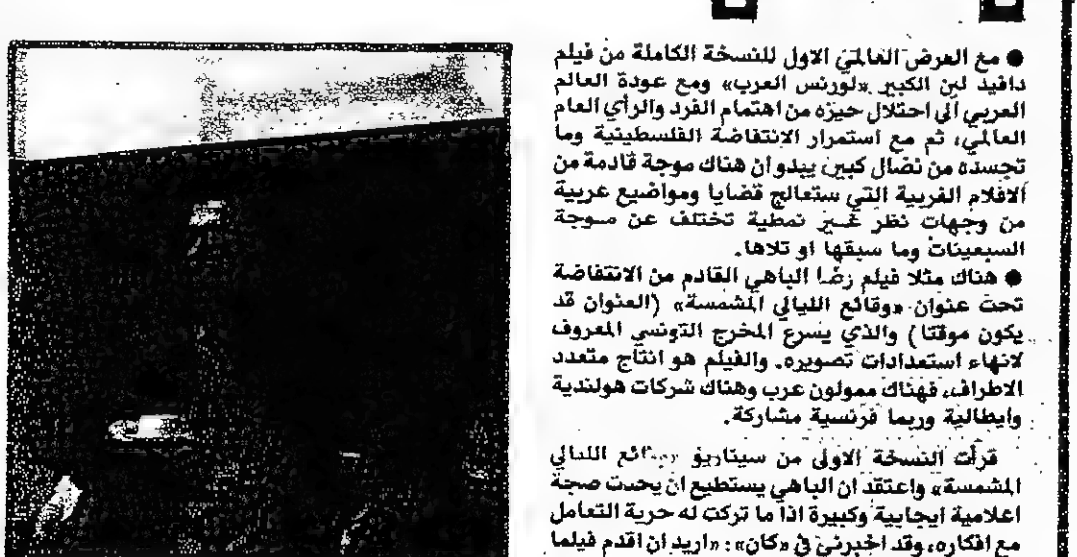 ● مع العرض العالمي الاول للنسخة الكاملة من فيلم
دافيد لين الكبير «لورنس العرب» ومع عودة العالم
العربي الى احتلال حيزه من اهتمام الفرد والرأي العام
العالمي، ثم مع استمرار الانتفاضة الفلسطينية وما
تجسده من نضال كبير، يبدو ان هناك موجة قادمة من
الافلام الغربية التي ستعالج قضايا ومواضيع عربية
من وجهات نظر غير نمطية تختلف عن موجة
السبعينات وما سبقها او تلاها.
● هناك مثلا فيلم رضا الباهي القادم من الانتفاضة
تحت عنوان «وقائع الليالي المشمسة» (العنوان قد
يكون موقتا) والذي يسرع المخرج التونسي المعروف
لانهاء استعدادات تصويره. والفيلم هو انتاج متعدد
الاطراف، فهناك ممولون عرب وهناك شركات هولندية
وايطالية وربما فرنسية مشاركة.
قرأت النسخة الاولى من سيناريو «وقائع الليالي
المشمسة» واعتقد ان الباهي يستطيع ان يحدث ضجة
اعلامية ايجابية وكبيرة اذا ما تركت له حرية التعامل
مع افكاره، وقد اخبرني في «كان»: «اريد ان اقدم فيلما